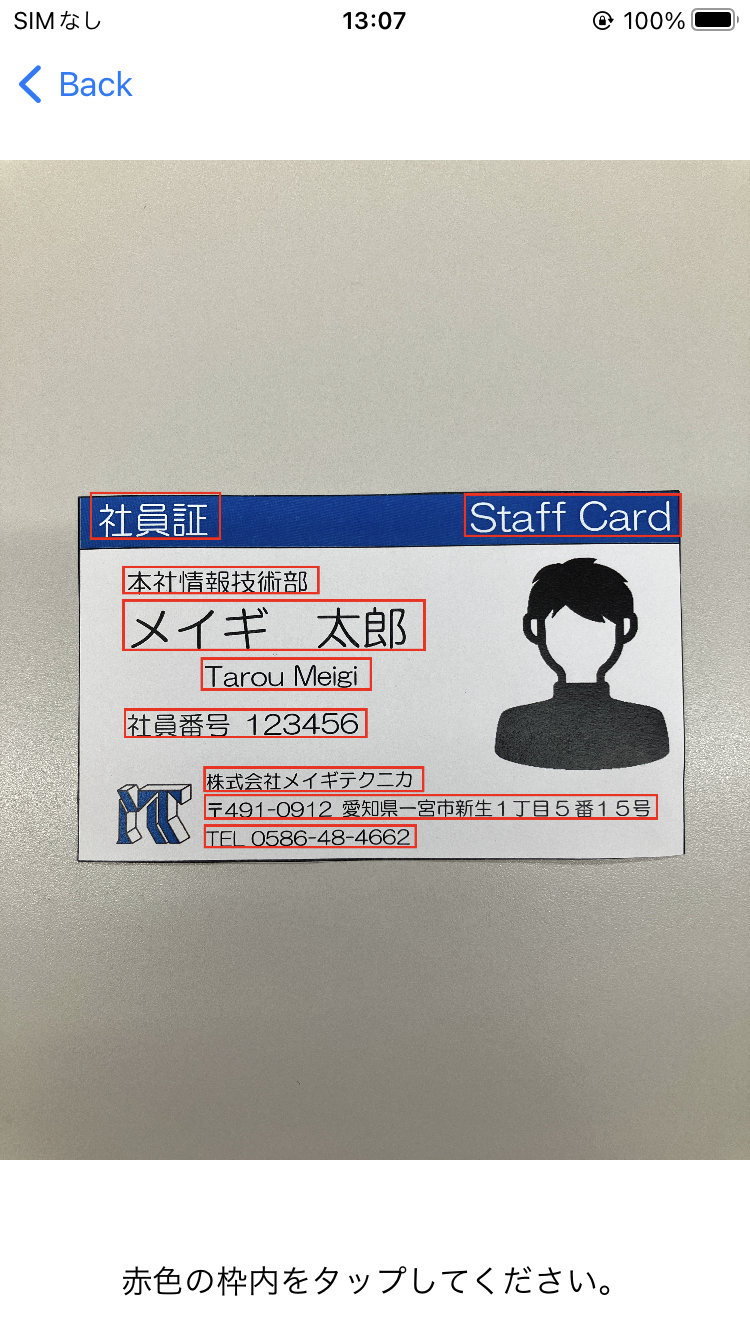 SIMなし 13:07 100%
Back
社員証 Staff Card
本社情報技術部
メイギ　太郎
Tarou Meigi
社員番号 123456
株式会社メイギテクニカ
〒491-0912 愛知県一宮市新生１丁目５番１５号
TEL 0586-48-4662
赤色の枠内をタップしてください。